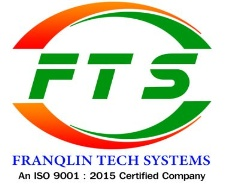 FTS
FRANQLIN TECH SYSTEMS
An ISO 9001 : 2015 Certified Company